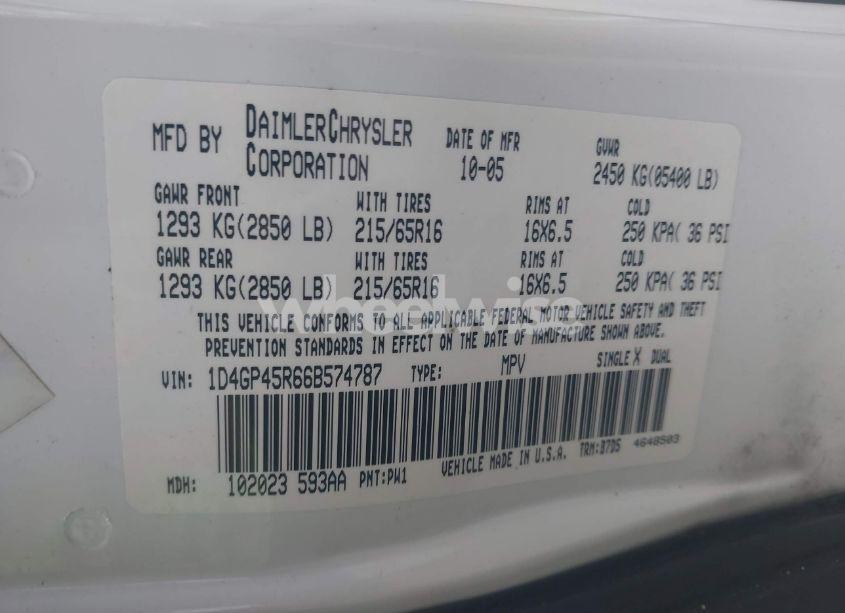 MFD BY DAIMLERCHRYSLER CORPORATION DATE OF MFR 10-05 GVWR 2450 KG(05400 LB)
GAWR FRONT WITH TIRES RIMS AT COLD
1293 KG(2850 LB) 215/65R16 16X6.5 250 KPA( 36 PSI
GAWR REAR WITH TIRES RIMS AT COLD
1293 KG(2850 LB) 215/65R16 16X6.5 250 KPA( 36 PSI
wheelwise
THIS VEHICLE CONFORMS TO ALL APPLICABLE FEDERAL MOTOR VEHICLE SAFETY AND THEFT
PREVENTION STANDARDS IN EFFECT ON THE DATE OF MANUFACTURE SHOWN ABOVE.
VIN: 1D4GP45R66B574787 TYPE: MPV SINGLE X DUAL
MDH: 102023 593AA PNT:PW1 VEHICLE MADE IN U.S.A. TRM:B7D5 4648503